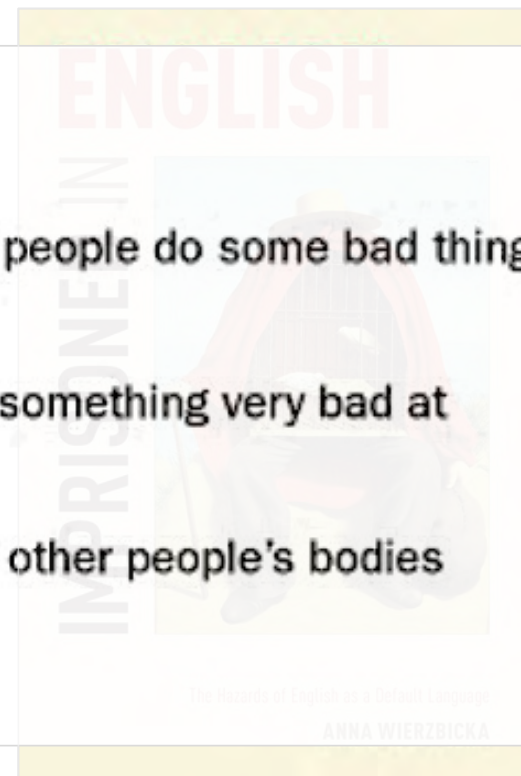 ENGLISH
IMPRISONED IN
people do some bad thing
something very bad at
other people's bodies
The Hazards of English as a Default Language
ANNA WIERZBICKA